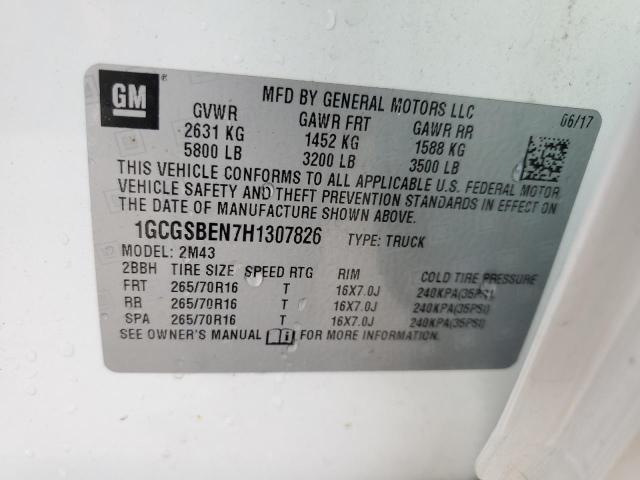 GM
MFD BY GENERAL MOTORS LLC 06/17
GVWR GAWR FRT GAWR RR
2631 KG 1452 KG 1588 KG
5800 LB 3200 LB 3500 LB
THIS VEHICLE CONFORMS TO ALL APPLICABLE U.S. FEDERAL MOTOR
VEHICLE SAFETY AND THEFT PREVENTION STANDARDS IN EFFECT ON
THE DATE OF MANUFACTURE SHOWN ABOVE.
1GCGSBEN7H1307826 TYPE: TRUCK
MODEL: 2M43
2BBH TIRE SIZE SPEED RTG RIM COLD TIRE PRESSURE
FRT 265/70R16 T 16X7.0J 240KPA(35PSI)
RR 265/70R16 T 16X7.0J 240KPA(35PSI)
SPA 265/70R16 T 16X7.0J 240KPA(35PSI)
SEE OWNER'S MANUAL FOR MORE INFORMATION.